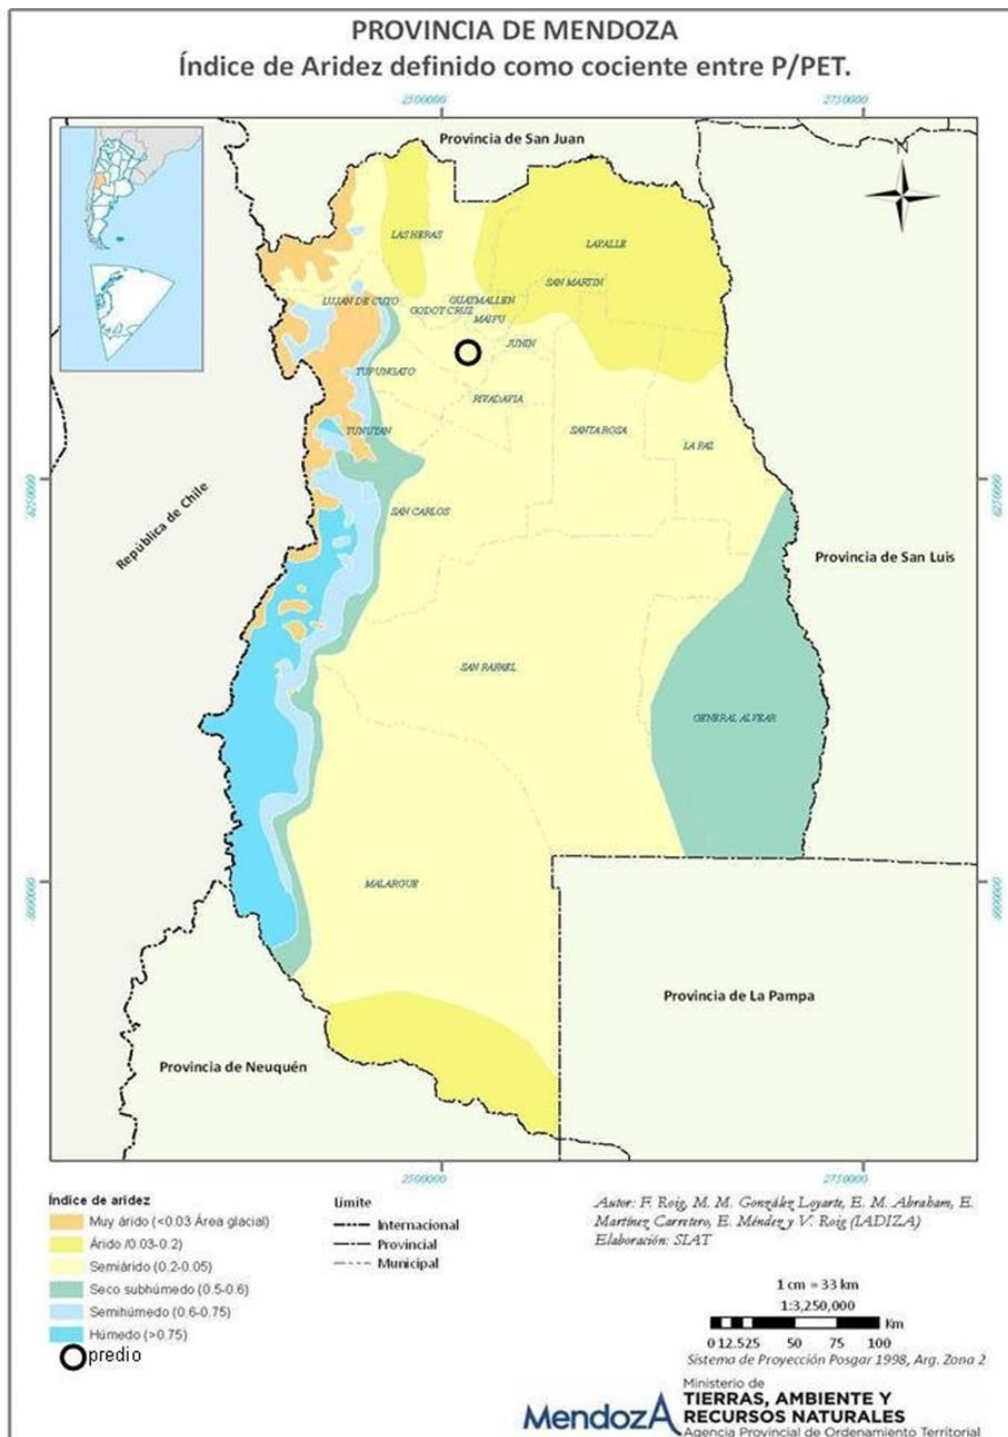 PROVINCIA DE MENDOZA
Índice de Aridez definido como cociente entre P/PET.
2500000
2750000
Provincia de San Juan
N
LAS HERAS
LAVALLE
SAN MARTIN
LUJAN DE CUYO
GUAYMALLEN
GODOY CRUZ
MAIPU
JUNIN
TUPUNGATO
RIVADAVIA
TUNUYAN
SANTA ROSA
LA PAZ
6250000
6250000
SAN CARLOS
República de Chile
Provincia de San Luis
SAN RAFAEL
GENERAL ALVEAR
MALARGUE
6000000
6000000
Provincia de La Pampa
Provincia de Neuquén
2500000
2750000
Índice de aridez
Muy árido (<0.03 Área glacial)
Árido /0.03-0.2)
Semiárido (0.2-0.05)
Seco subhúmedo (0.5-0.6)
Semihúmedo (0.6-0.75)
Húmedo (>0.75)
predio
Límite
Internacional
Provincial
Municipal
Autor: F. Roig, M. M. González Loyarte, E. M. Abraham, E.
Martínez Carretero, E. Méndez y V. Roig (IADIZA)
Elaboración: SIAT
1 cm = 33 km
1:3,250,000
Km
0 12.525 50 75 100
Sistema de Proyección Posgar 1998, Arg. Zona 2
MendozA
Ministerio de
TIERRAS, AMBIENTE Y
RECURSOS NATURALES
Agencia Provincial de Ordenamiento Territorial